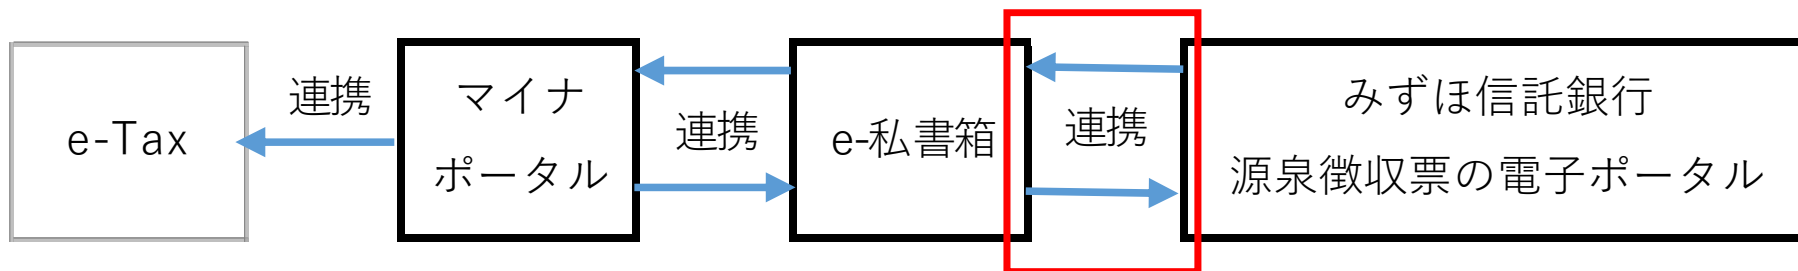 e-Tax
連携
マイナ
ポータル
連携
e-私書箱
連携
みずほ信託銀行
源泉徴収票の電子ポータル